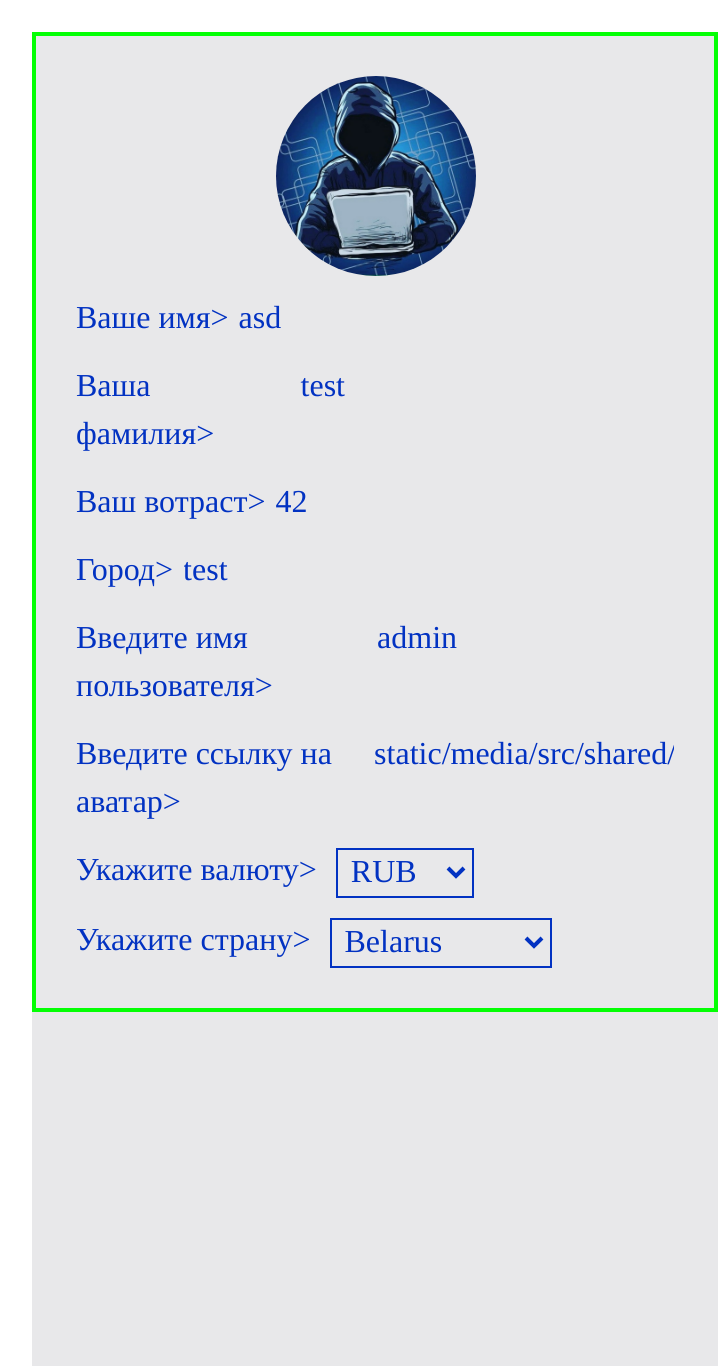 Ваше имя> asd
Ваша test
фамилия>
Ваш вотраст> 42
Город> test
Введите имя admin
пользователя>
Введите ссылку на static/media/src/shared/
аватар>
Укажите валюту> RUB
Укажите страну> Belarus